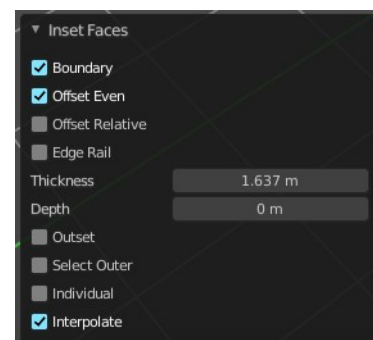 Inset Faces
Boundary
Offset Even
Offset Relative
Edge Rail
Thickness 1.637 m
Depth 0 m
Outset
Select Outer
Individual
Interpolate